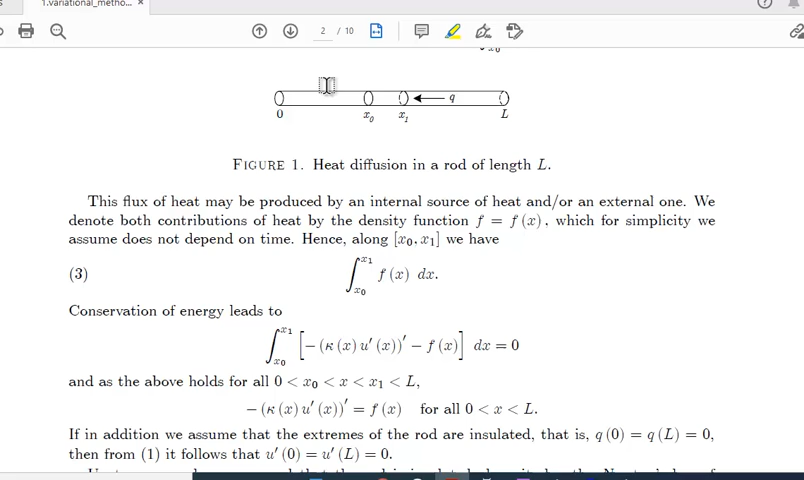 1.variational_metho... ×
2 / 10
x₀
0 x₀ x₁ q L
FIGURE 1. Heat diffusion in a rod of length L.
This flux of heat may be produced by an internal source of heat and/or an external one. We
denote both contributions of heat by the density function f = f (x), which for simplicity we
assume does not depend on time. Hence, along [x₀, x₁] we have
(3) ∫_{x₀}^{x₁} f (x) dx.
Conservation of energy leads to
∫_{x₀}^{x₁} [− (κ (x) u′ (x))′ − f (x)] dx = 0
and as the above holds for all 0 < x₀ < x < x₁ < L,
− (κ (x) u′ (x))′ = f (x) for all 0 < x < L.
If in addition we assume that the extremes of the rod are insulated, that is, q (0) = q (L) = 0,
then from (1) it follows that u′ (0) = u′ (L) = 0.